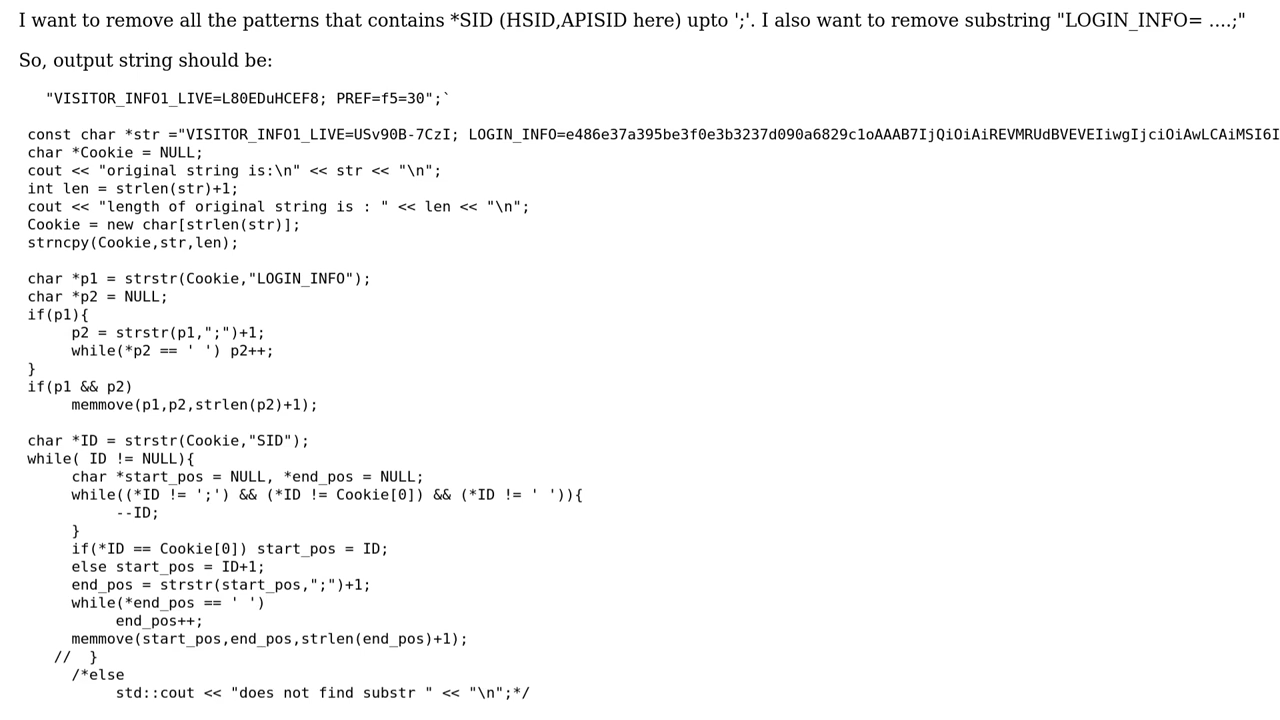 I want to remove all the patterns that contains *SID (HSID,APISID here) upto ';'. I also want to remove substring "LOGIN_INFO= ....;"
So, output string should be:
"VISITOR_INFO1_LIVE=L80EDuHCEF8; PREF=f5=30";`
const char *str ="VISITOR_INFO1_LIVE=USv90B-7CzI; LOGIN_INFO=e486e37a395be3f0e3b3237d090a6829c1oAAAB7IjQiOiAiREVMRUdBVEVEIiwgIjciOiAwLCAiMSI6I
char *Cookie = NULL;
cout << "original string is:\n" << str << "\n";
int len = strlen(str)+1;
cout << "length of original string is : " << len << "\n";
Cookie = new char[strlen(str)];
strncpy(Cookie,str,len);
char *p1 = strstr(Cookie,"LOGIN_INFO");
char *p2 = NULL;
if(p1){
p2 = strstr(p1,";")+1;
while(*p2 == ' ') p2++;
}
if(p1 && p2)
memmove(p1,p2,strlen(p2)+1);
char *ID = strstr(Cookie,"SID");
while( ID != NULL){
char *start_pos = NULL, *end_pos = NULL;
while((*ID != ';') && (*ID != Cookie[0]) && (*ID != ' ')){
--ID;
}
if(*ID == Cookie[0]) start_pos = ID;
else start_pos = ID+1;
end_pos = strstr(start_pos,";")+1;
while(*end_pos == ' ')
end_pos++;
memmove(start_pos,end_pos,strlen(end_pos)+1);
//  }
/*else
std::cout << "does not find substr " << "\n";*/